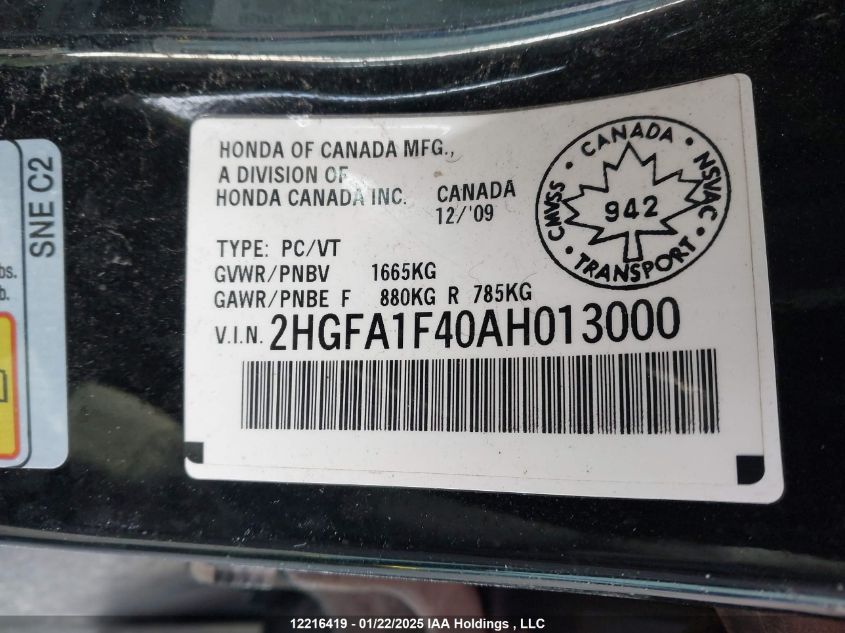 SNE C2
bs.
b.
HONDA OF CANADA MFG.,
A DIVISION OF
HONDA CANADA INC. CANADA
12/'09
CMVSS • CANADA • NSVAC • TRANSPORT •
942
TYPE: PC/VT
GVWR/PNBV 1665KG
GAWR/PNBE F 880KG R 785KG
V.I.N. 2HGFA1F40AH013000
12216419 - 01/22/2025 IAA Holdings , LLC